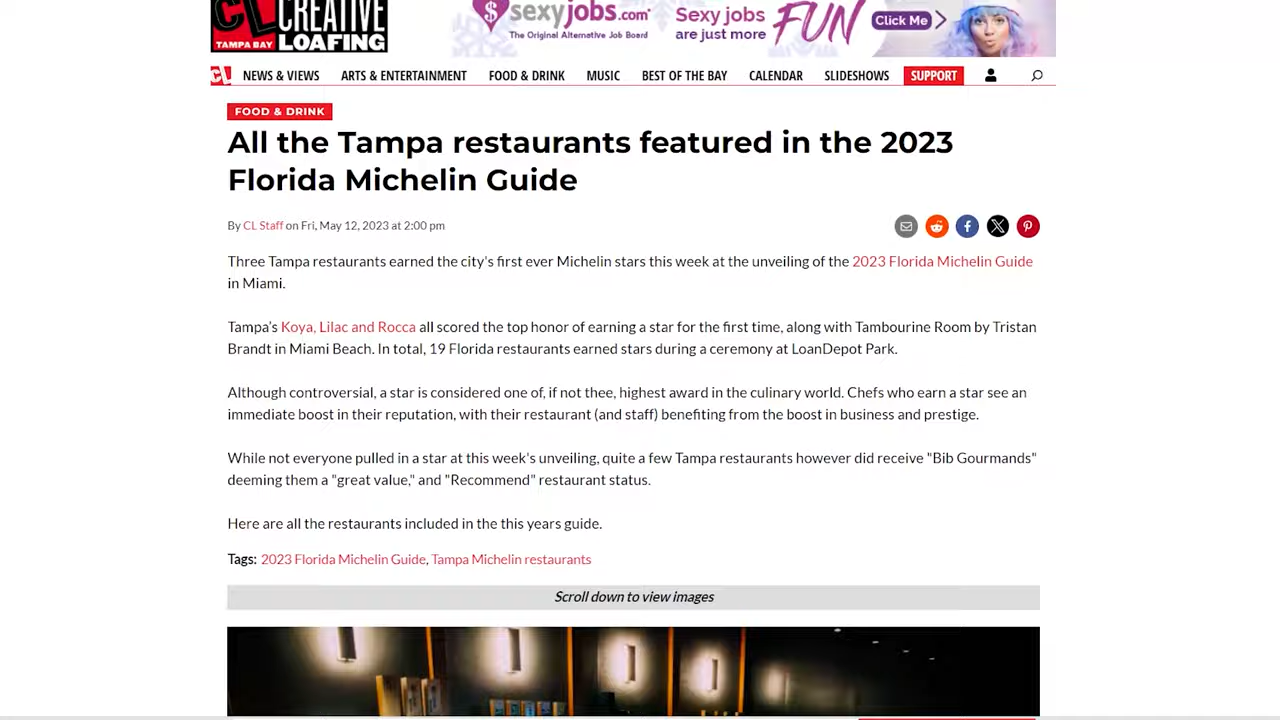 CL CREATIVE
TAMPA BAY LOAFING
$ sexyjobs.com
The Original Alternative Job Board
Sexy jobs
are just more
FUN
Click Me
CL NEWS & VIEWS ARTS & ENTERTAINMENT FOOD & DRINK MUSIC BEST OF THE BAY CALENDAR SLIDESHOWS SUPPORT
FOOD & DRINK
All the Tampa restaurants featured in the 2023
Florida Michelin Guide
By CL Staff on Fri, May 12, 2023 at 2:00 pm
Three Tampa restaurants earned the city's first ever Michelin stars this week at the unveiling of the 2023 Florida Michelin Guide
in Miami.
Tampa's Koya, Lilac and Rocca all scored the top honor of earning a star for the first time, along with Tambourine Room by Tristan
Brandt in Miami Beach. In total, 19 Florida restaurants earned stars during a ceremony at LoanDepot Park.
Although controversial, a star is considered one of, if not thee, highest award in the culinary world. Chefs who earn a star see an
immediate boost in their reputation, with their restaurant (and staff) benefiting from the boost in business and prestige.
While not everyone pulled in a star at this week's unveiling, quite a few Tampa restaurants however did receive "Bib Gourmands"
deeming them a "great value," and "Recommend" restaurant status.
Here are all the restaurants included in the this years guide.
Tags: 2023 Florida Michelin Guide, Tampa Michelin restaurants
Scroll down to view images